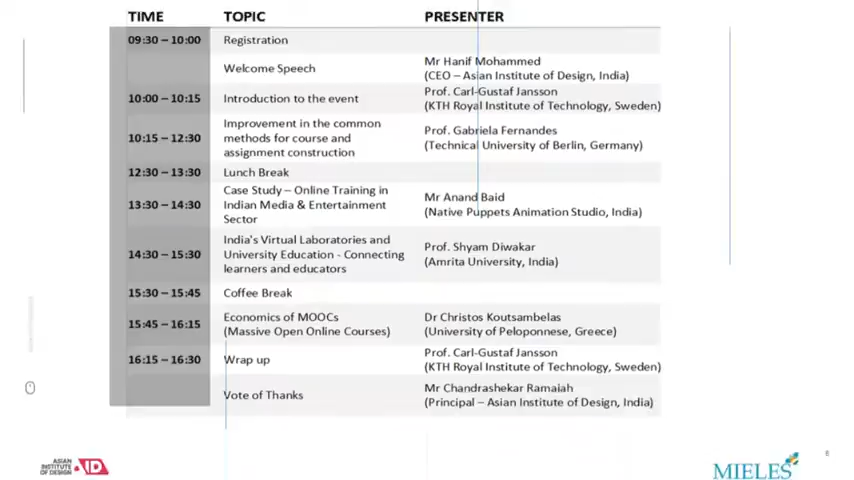 TIME TOPIC PRESENTER
09:30 – 10:00 Registration
Welcome Speech
Mr Hanif Mohammed
(CEO – Asian Institute of Design, India)
10:00 – 10:15 Introduction to the event
Prof. Carl-Gustaf Jansson
(KTH Royal Institute of Technology, Sweden)
10:15 – 12:30
Improvement in the common
methods for course and
assignment construction
Prof. Gabriela Fernandes
(Technical University of Berlin, Germany)
12:30 – 13:30 Lunch Break
13:30 – 14:30
Case Study – Online Training in
Indian Media & Entertainment
Sector
Mr Anand Baid
(Native Puppets Animation Studio, India)
14:30 – 15:30
India's Virtual Laboratories and
University Education - Connecting
learners and educators
Prof. Shyam Diwakar
(Amrita University, India)
15:30 – 15:45 Coffee Break
15:45 – 16:15
Economics of MOOCs
(Massive Open Online Courses)
Dr Christos Koutsambelas
(University of Peloponnese, Greece)
16:15 – 16:30 Wrap up
Prof. Carl-Gustaf Jansson
(KTH Royal Institute of Technology, Sweden)
Vote of Thanks
Mr Chandrashekar Ramaiah
(Principal – Asian Institute of Design, India)
ASIAN
INSTITUTE
OF DESIGN
AID
MIELES